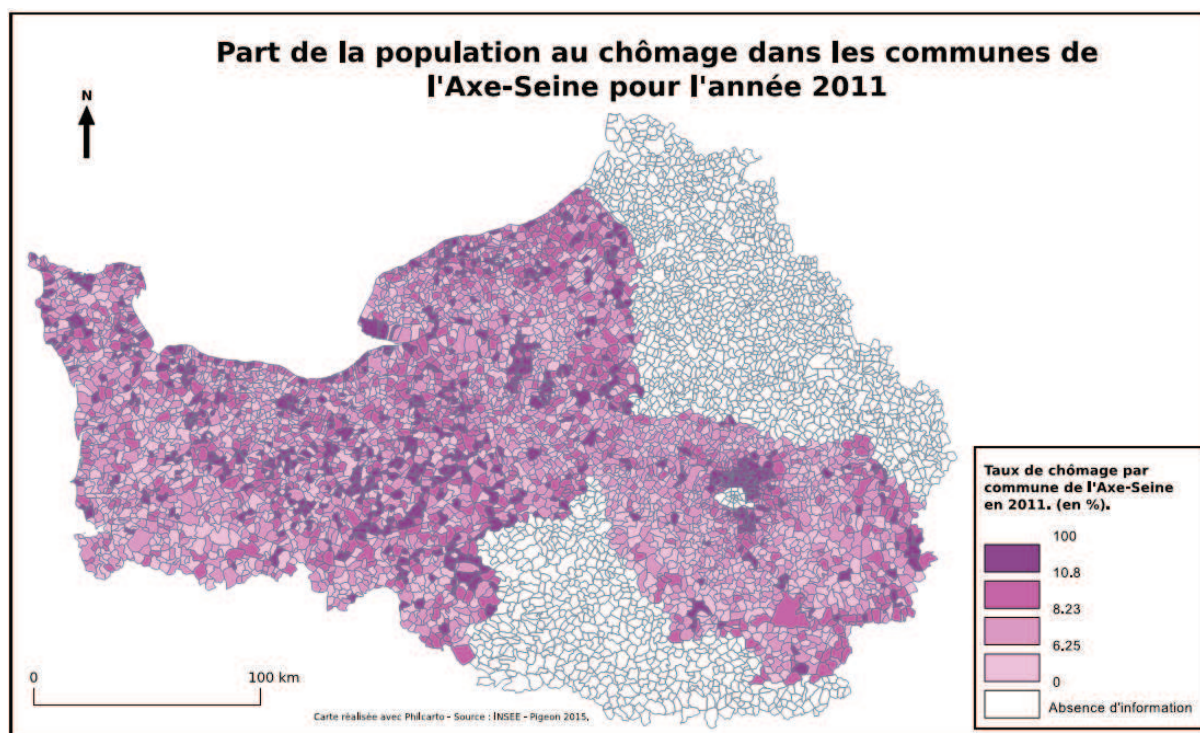 Part de la population au chômage dans les communes de
l'Axe-Seine pour l'année 2011
N
Taux de chômage par
commune de l'Axe-Seine
en 2011. (en %).
100
10.8
8.23
6.25
0
Absence d'information
0
100 km
Carte réalisée avec Philcarto - Source : INSEE - Pigeon 2015.